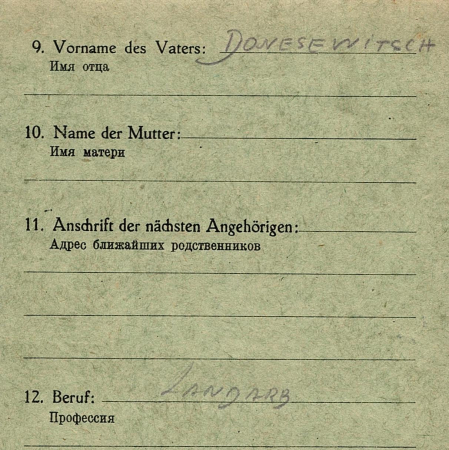 9. Vorname des Vaters: DONESEWITSCH
Имя отца
10. Name der Mutter:
Имя матери
11. Anschrift der nächsten Angehörigen:
Адрес ближайших родственников
12. Beruf: LANDARB
Профессия